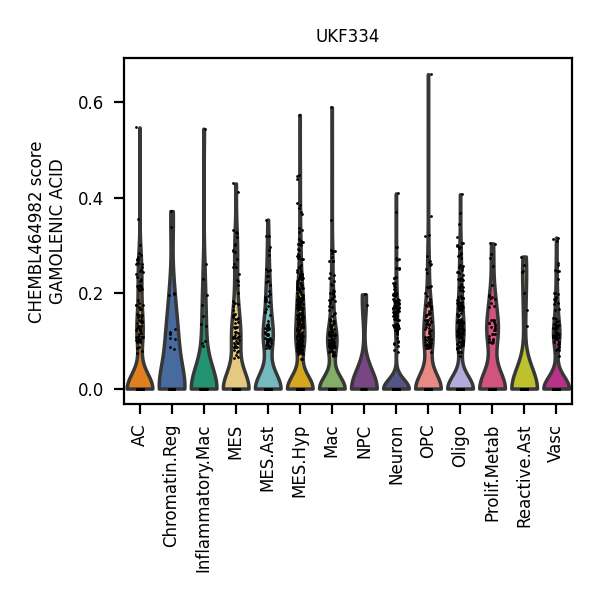 UKF334
CHEMBL464982 score
GAMOLENIC ACID
0.6
0.4
0.2
0.0
AC
Chromatin.Reg
Inflammatory.Mac
MES
MES.Ast
MES.Hyp
Mac
NPC
Neuron
OPC
Oligo
Prolif.Metab
Reactive.Ast
Vasc